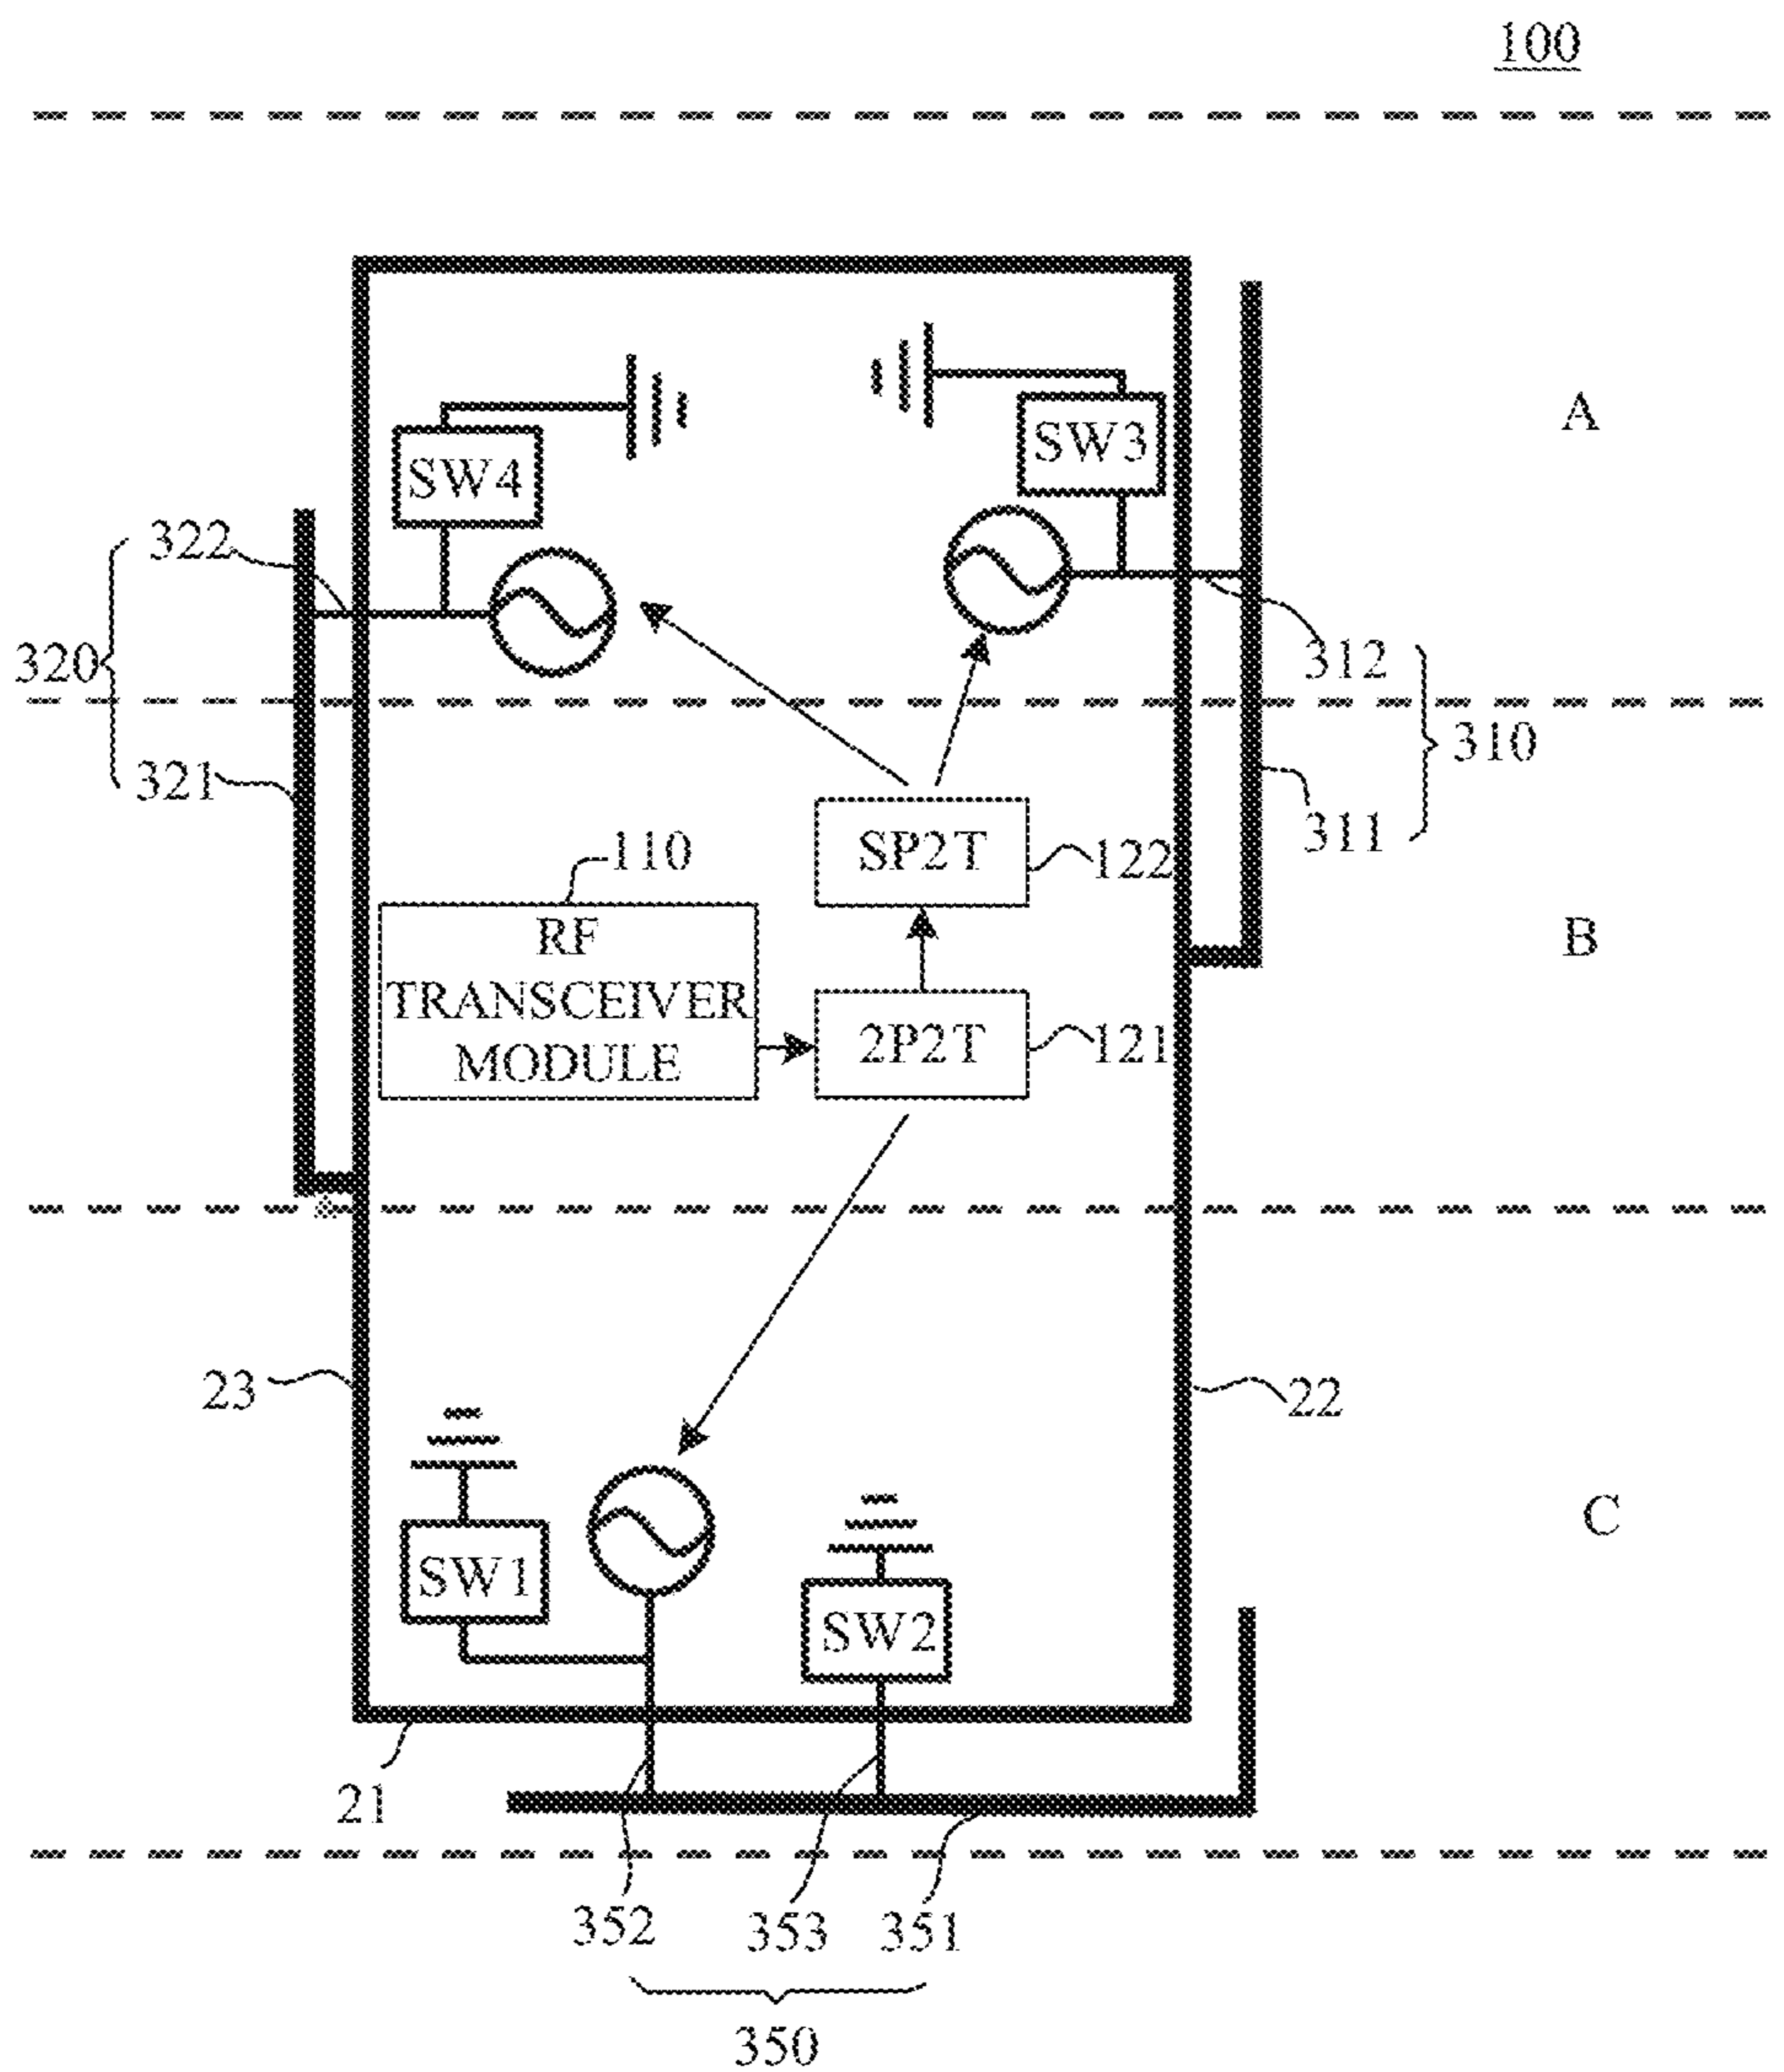 100
A
SW3
SW4
322
312
320
310
321
311
110
SP2T
122
RF
TRANSCEIVER
MODULE
B
2P2T
121
23
22
C
SW1
SW2
21
352
353
351
350